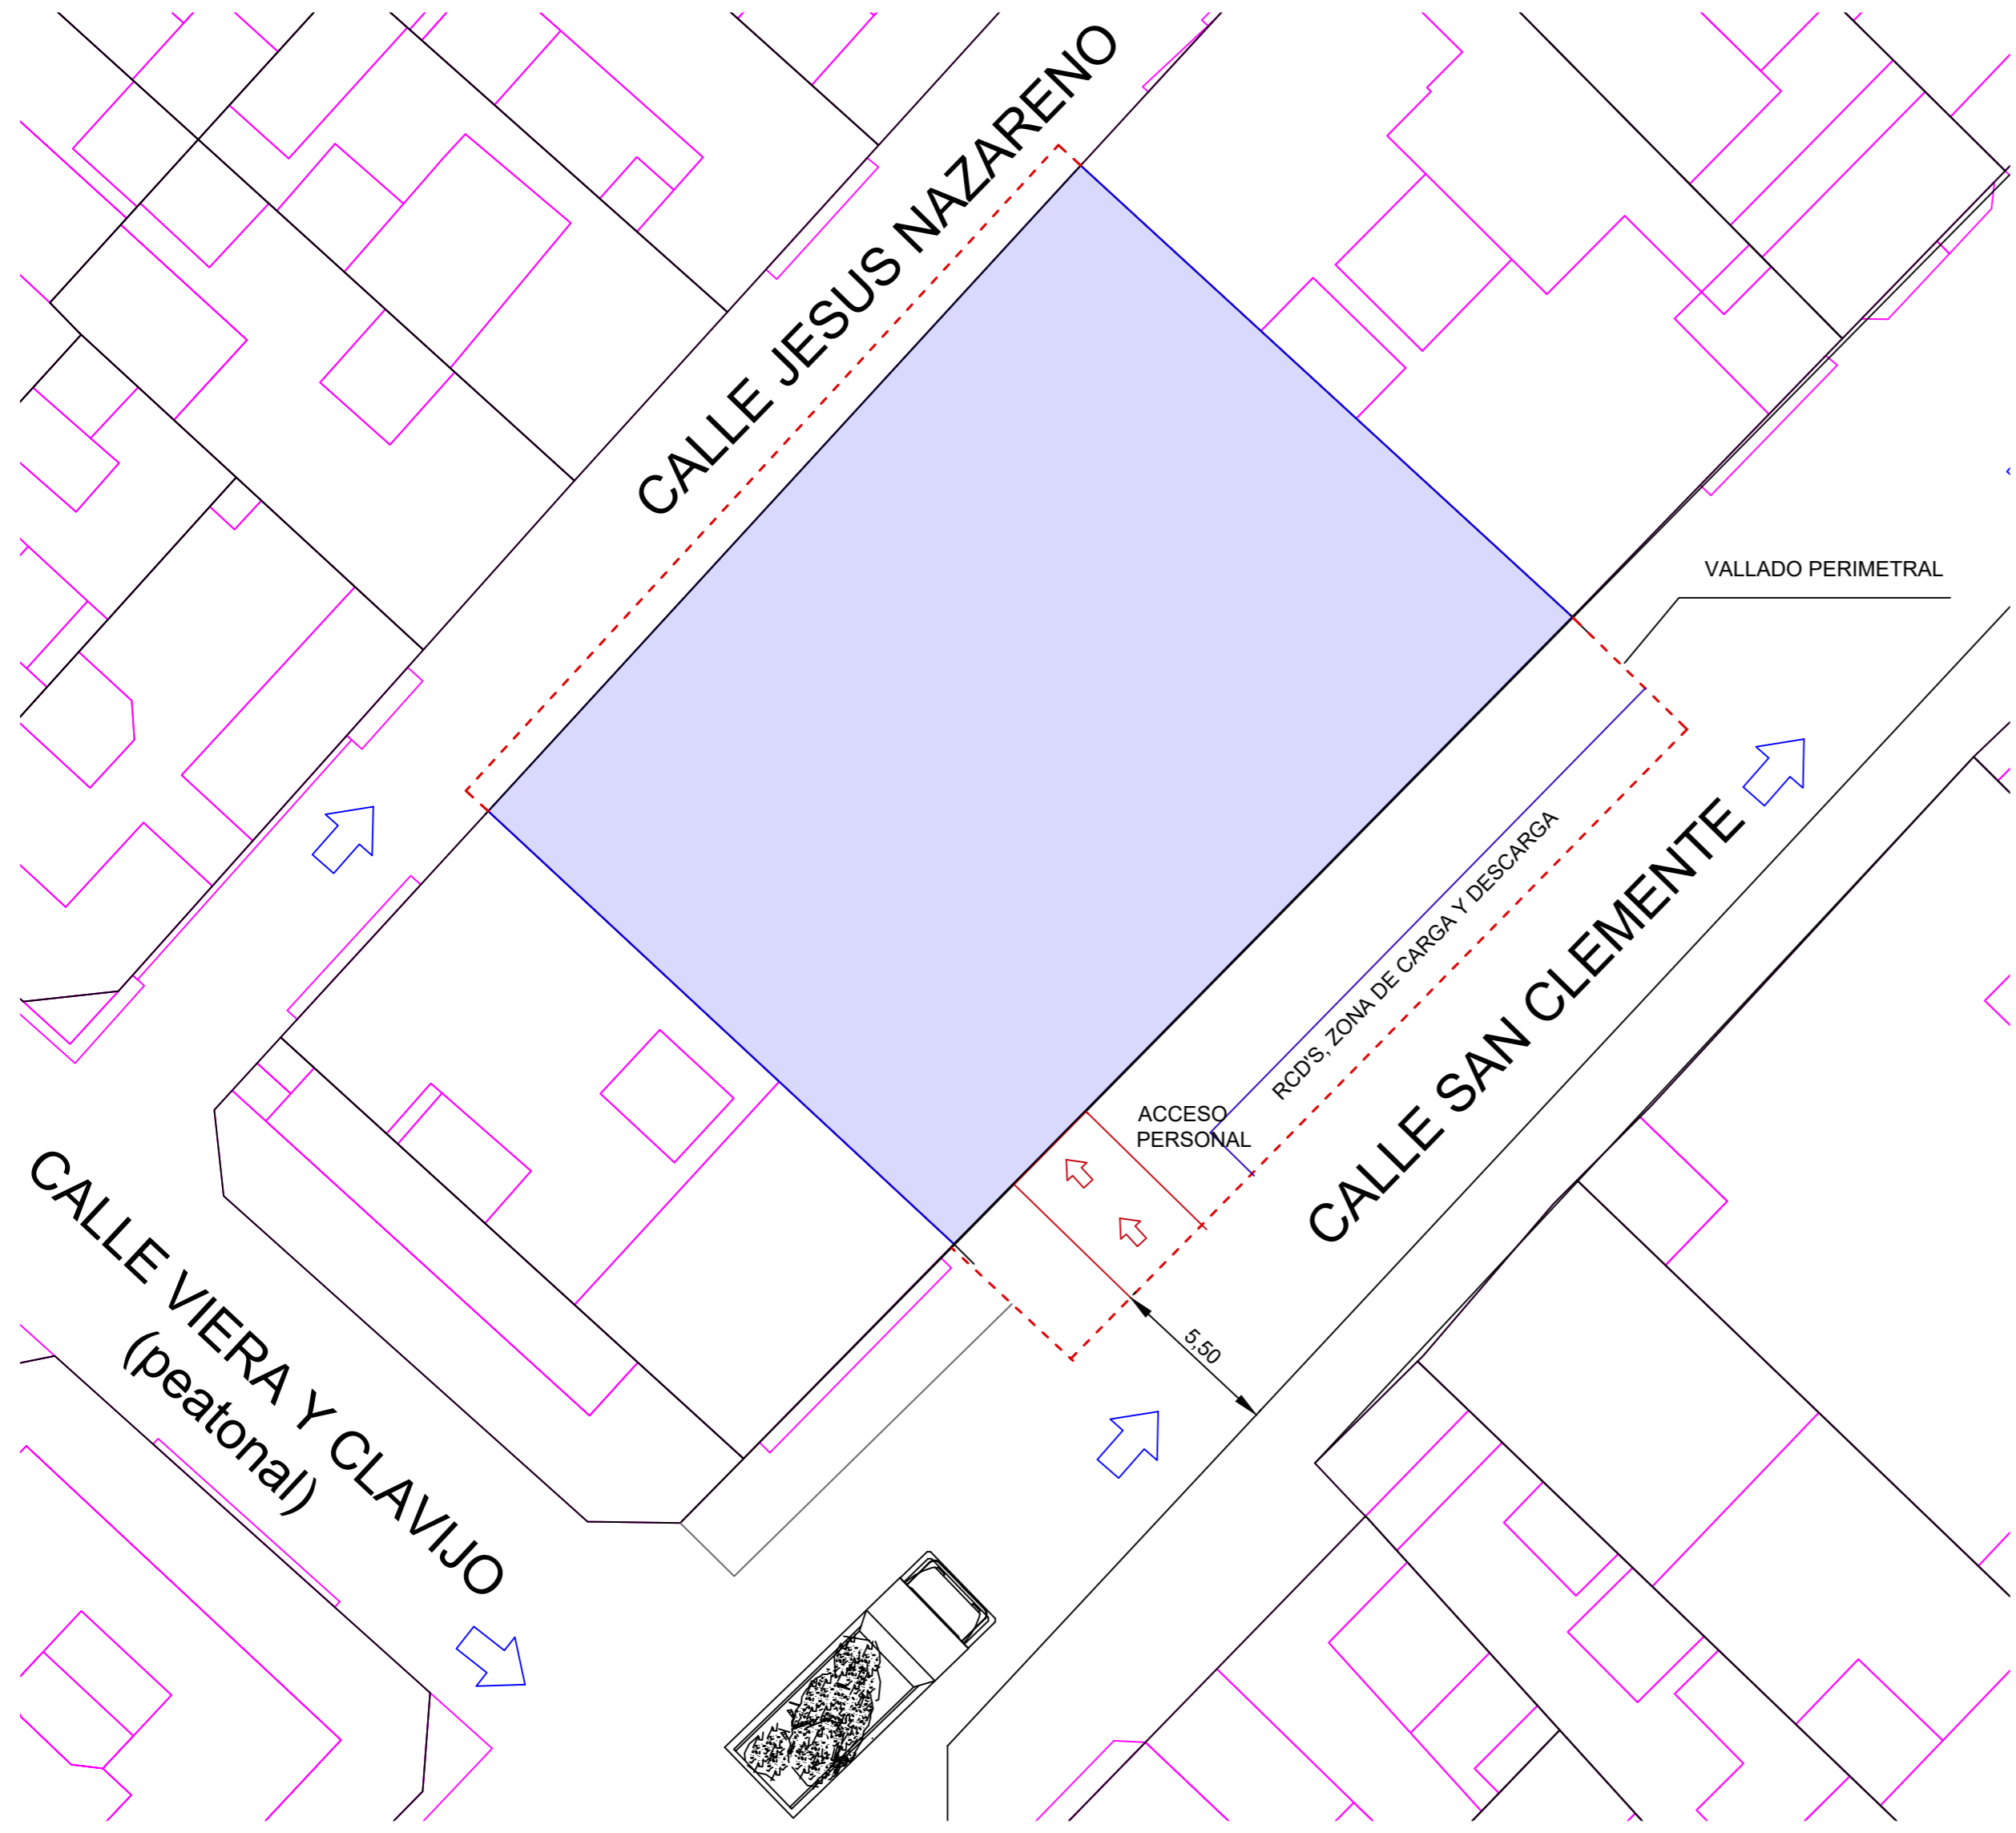 CALLE JESUS NAZARENO
VALLADO PERIMETRAL
RCD'S, ZONA DE CARGA Y DESCARGA
CALLE SAN CLEMENTE
ACCESO
PERSONAL
5,50
CALLE VIERA Y CLAVIJO
(peatonal)